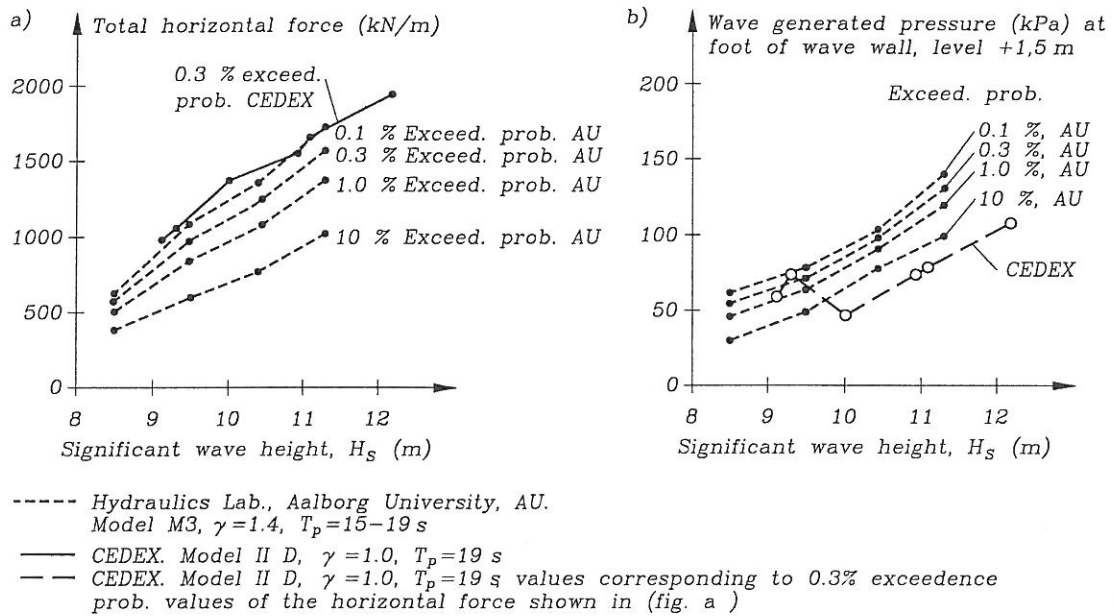 a)
Total horizontal force (kN/m)
2000
1500
1000
500
0
0.3 % exceed.
prob. CEDEX
0.1 % Exceed. prob. AU
0.3 % Exceed. prob. AU
1.0 % Exceed. prob. AU
10 % Exceed. prob. AU
8 9 10 11 12
Significant wave height, HS (m)
b)
Wave generated pressure (kPa) at
foot of wave wall, level +1,5 m
200
150
100
50
0
Exceed. prob.
0.1 %, AU
0.3 %, AU
1.0 %, AU
10 %, AU
CEDEX
8 9 10 11 12
Significant wave height, HS (m)
Hydraulics Lab., Aalborg University, AU.
Model M3, γ=1.4, Tp=15-19 s
CEDEX. Model II D, γ=1.0, Tp=19 s
CEDEX. Model II D, γ=1.0, Tp=19 s values corresponding to 0.3% exceedence
prob. values of the horizontal force shown in (fig. a )